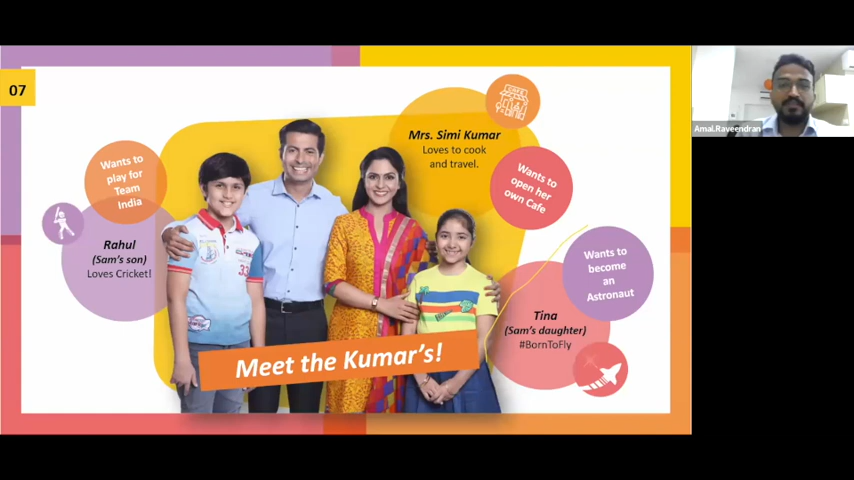 07
Wants to
play for
Team
India
Rahul
(Sam's son)
Loves Cricket!
CAFE
Mrs. Simi Kumar
Loves to cook
and travel.
Wants to
open her
own Cafe
Wants to
become
an
Astronaut
Tina
(Sam's daughter)
#BornToFly
33
Meet the Kumar's!
Amal.Raveendran